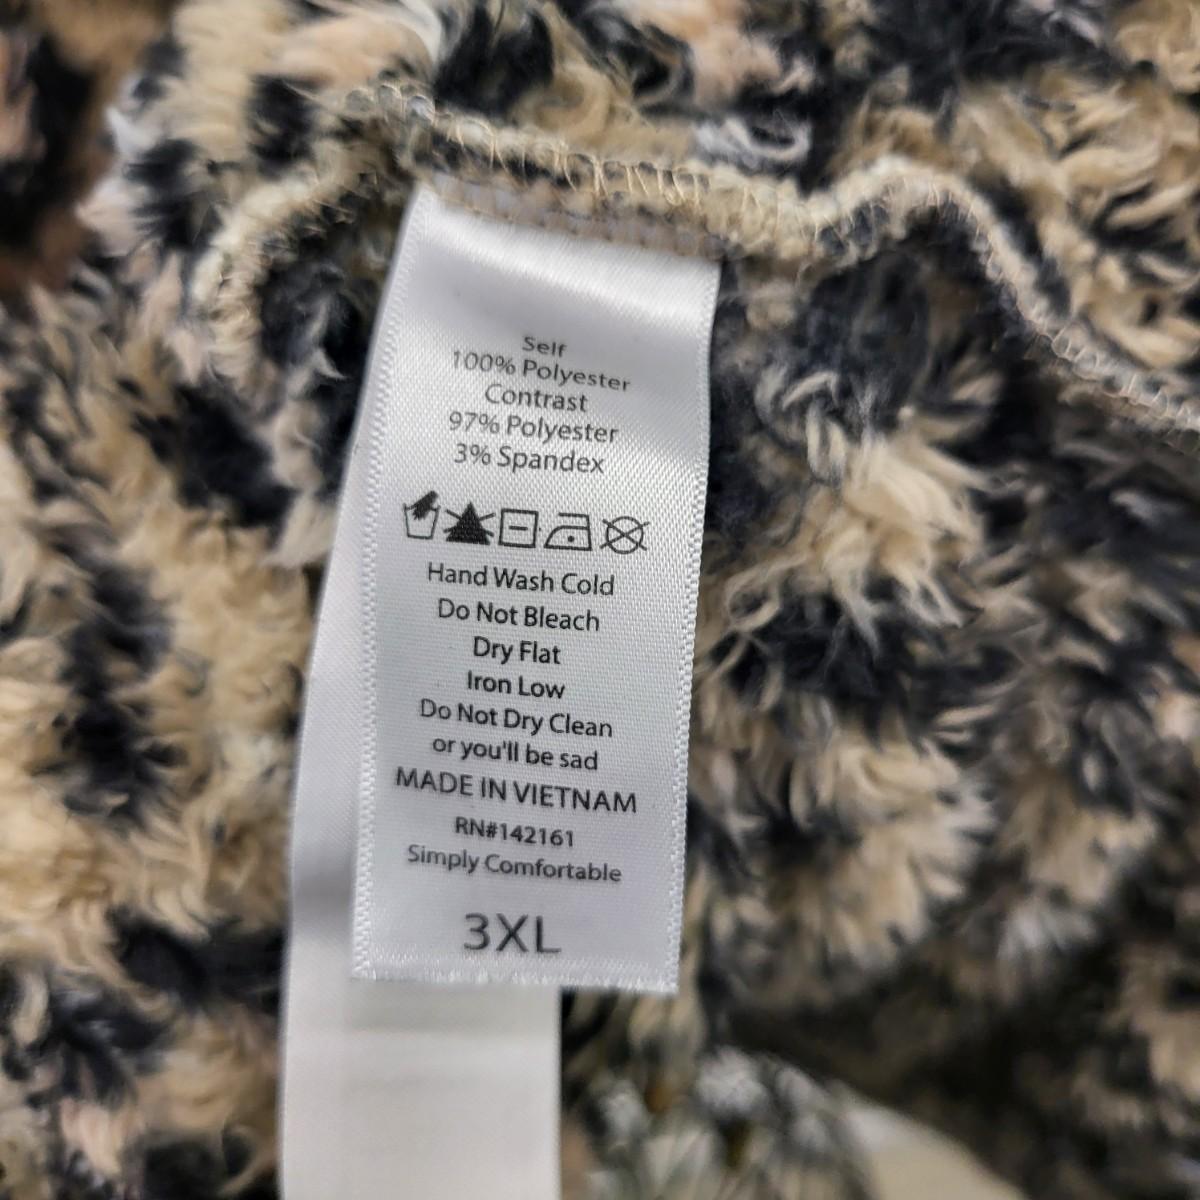 Self
100% Polyester
Contrast
97% Polyester
3% Spandex
Hand Wash Cold
Do Not Bleach
Dry Flat
Iron Low
Do Not Dry Clean
or you'll be sad
MADE IN VIETNAM
RN#142161
Simply Comfortable
3XL